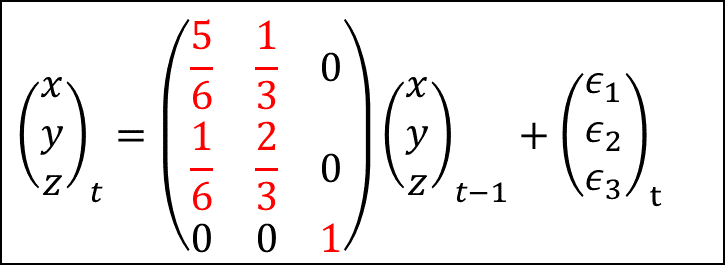 (x y z)_t = (5/6 1/3 0
1/6 2/3 0
0 0 1) (x y z)_{t−1} + (ϵ₁ ϵ₂ ϵ₃)_t